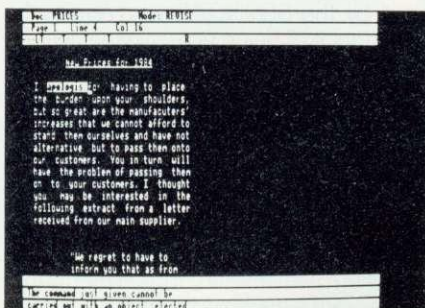 Doc PRICES Mode: REVISE
Page 1 Line 4 Col 16
LT T T T R
New Prices for 1984
I apologis for having to place
the burden upon your shoulders,
but so great are the manufacuters'
increases that we cannot afford to
stand them ourselves and have not
alternative but to pass them onto
our customers. You in turn will
have the problem of passing them
on to your customers. I thought
you may be interested in the
following extract from a letter
received from our main supplier.
"We regret to have to
inform you that as from
The command just given cannot be
carried out with an object